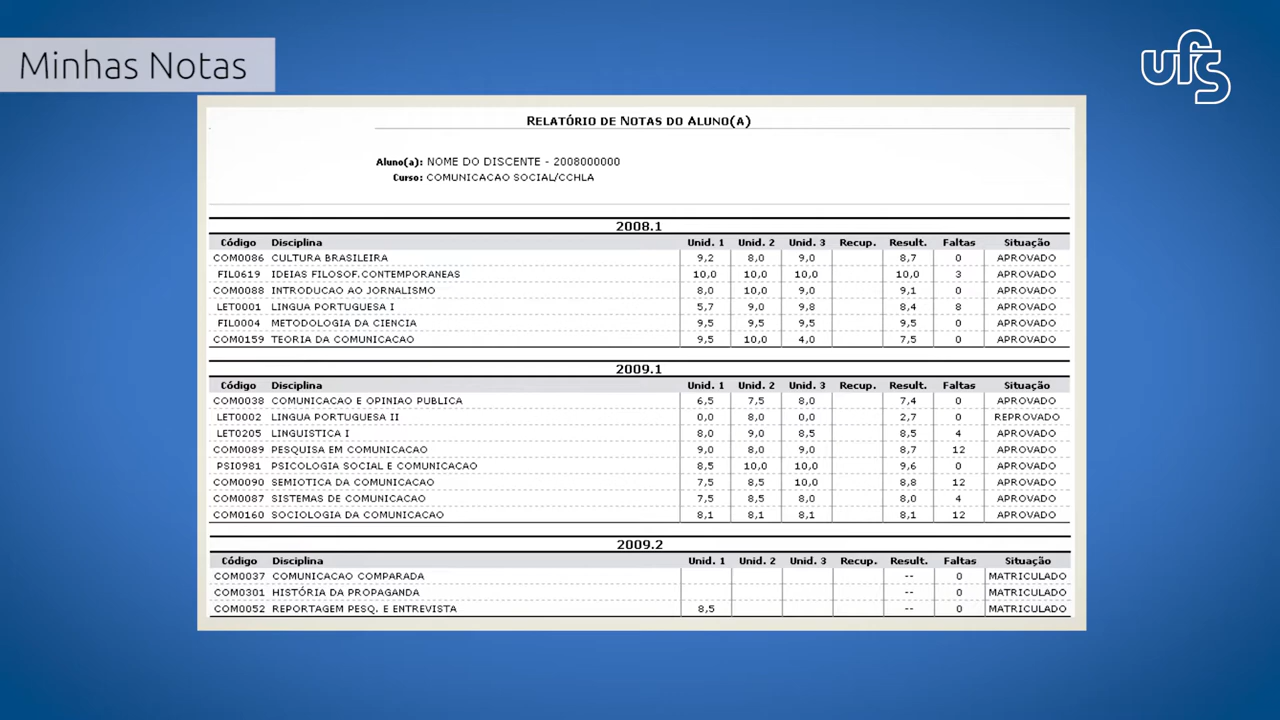 Minhas Notas
ufs
RELATÓRIO DE NOTAS DO ALUNO(A)
Aluno(a): NOME DO DISCENTE - 2008000000
Curso: COMUNICACAO SOCIAL/CCHLA
2008.1
Código Disciplina Unid. 1 Unid. 2 Unid. 3 Recup. Result. Faltas Situação
COM0086 CULTURA BRASILEIRA 9,2 8,0 9,0 8,7 0 APROVADO
FIL0619 IDEIAS FILOSOF.CONTEMPORANEAS 10,0 10,0 10,0 10,0 3 APROVADO
COM0088 INTRODUCAO AO JORNALISMO 8,0 10,0 9,0 9,1 0 APROVADO
LET0001 LINGUA PORTUGUESA I 5,7 9,0 9,8 8,4 8 APROVADO
FIL0004 METODOLOGIA DA CIENCIA 9,5 9,5 9,5 9,5 0 APROVADO
COM0159 TEORIA DA COMUNICACAO 9,5 10,0 4,0 7,5 0 APROVADO
2009.1
Código Disciplina Unid. 1 Unid. 2 Unid. 3 Recup. Result. Faltas Situação
COM0038 COMUNICACAO E OPINIAO PUBLICA 6,5 7,5 8,0 7,4 0 APROVADO
LET0002 LINGUA PORTUGUESA II 0,0 8,0 0,0 2,7 0 REPROVADO
LET0205 LINGUISTICA I 8,0 9,0 8,5 8,5 4 APROVADO
COM0089 PESQUISA EM COMUNICACAO 9,0 8,0 9,0 8,7 12 APROVADO
PSI0981 PSICOLOGIA SOCIAL E COMUNICACAO 8,5 10,0 10,0 9,6 0 APROVADO
COM0090 SEMIOTICA DA COMUNICACAO 7,5 8,5 10,0 8,8 12 APROVADO
COM0087 SISTEMAS DE COMUNICACAO 7,5 8,5 8,0 8,0 4 APROVADO
COM0160 SOCIOLOGIA DA COMUNICACAO 8,1 8,1 8,1 8,1 12 APROVADO
2009.2
Código Disciplina Unid. 1 Unid. 2 Unid. 3 Recup. Result. Faltas Situação
COM0037 COMUNICACAO COMPARADA -- 0 MATRICULADO
COM0301 HISTÓRIA DA PROPAGANDA -- 0 MATRICULADO
COM0052 REPORTAGEM PESQ. E ENTREVISTA 8,5 -- 0 MATRICULADO